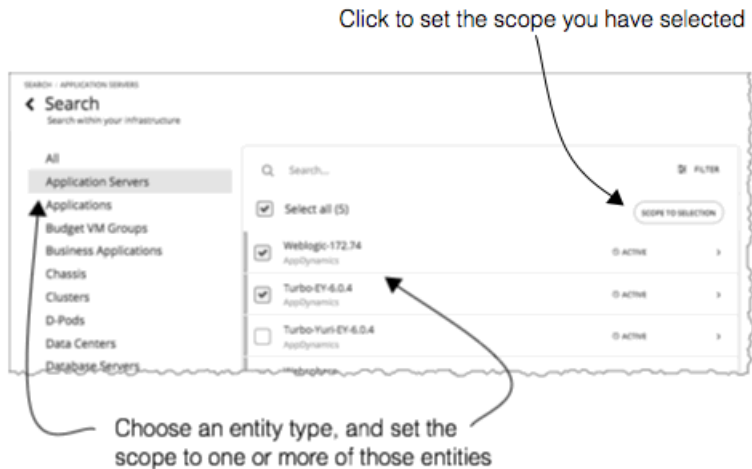 Click to set the scope you have selected
SEARCH - APPLICATION SERVERS
Search
Search within your infrastructure
All
Application Servers
Applications
Budget VM Groups
Business Applications
Chassis
Clusters
D-Pods
Data Centers
Database Servers
Search...
FILTER
Select all (5)
SCOPE TO SELECTION
Weblogic-172.74
AppDynamics
ACTIVE
Turbo-EY-6.0.4
AppDynamics
ACTIVE
Turbo-Yuri-EY-6.0.4
AppDynamics
ACTIVE
Choose an entity type, and set the
scope to one or more of those entities